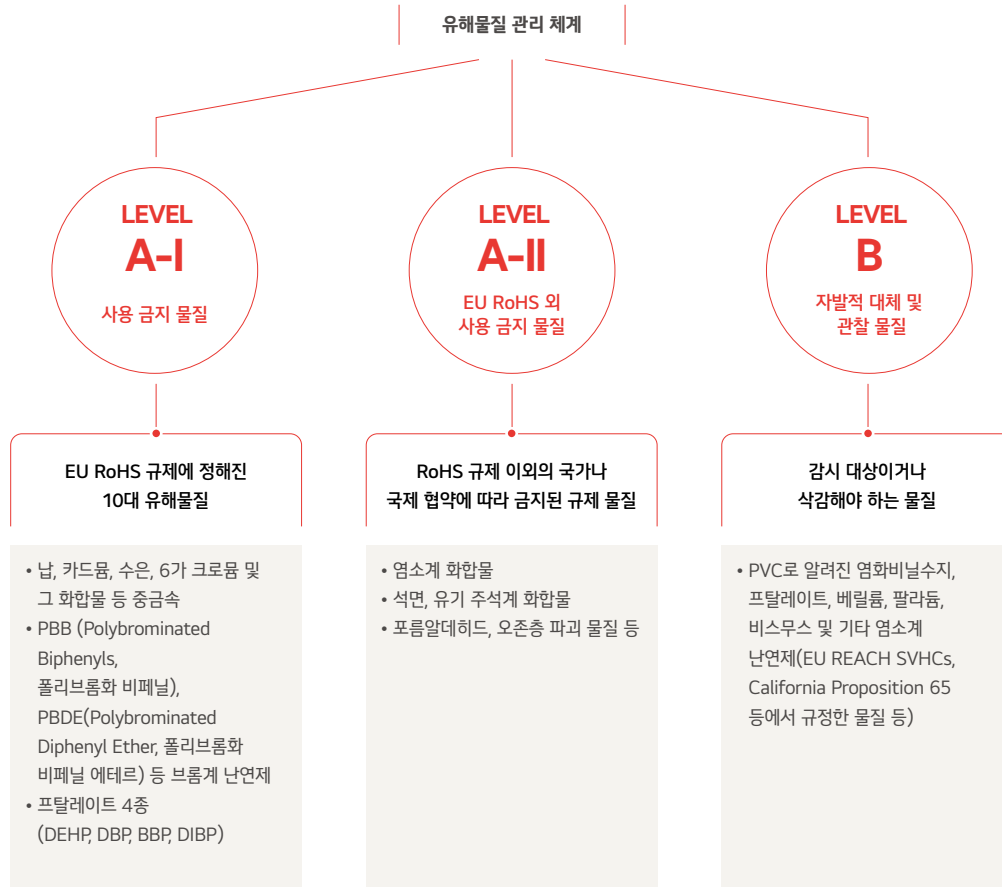 유해물질 관리 체계
LEVEL
A-I
사용 금지 물질
EU RoHS 규제에 정해진
10대 유해물질
• 납, 카드뮴, 수은, 6가 크로뮴 및
그 화합물 등 중금속
• PBB (Polybrominated
Biphenyls,
폴리브롬화 비페닐),
PBDE(Polybrominated
Diphenyl Ether, 폴리브롬화
비페닐 에테르) 등 브롬계 난연제
• 프탈레이트 4종
(DEHP, DBP, BBP, DIBP)
LEVEL
A-II
EU RoHS 외
사용 금지 물질
RoHS 규제 이외의 국가나
국제 협약에 따라 금지된 규제 물질
• 염소계 화합물
• 석면, 유기 주석계 화합물
• 포름알데히드, 오존층 파괴 물질 등
LEVEL
B
자발적 대체 및
관찰 물질
감시 대상이거나
삭감해야 하는 물질
• PVC로 알려진 염화비닐수지,
프탈레이트, 베릴륨, 팔라듐,
비스무스 및 기타 염소계
난연제(EU REACH SVHCs,
California Proposition 65
등에서 규정한 물질 등)